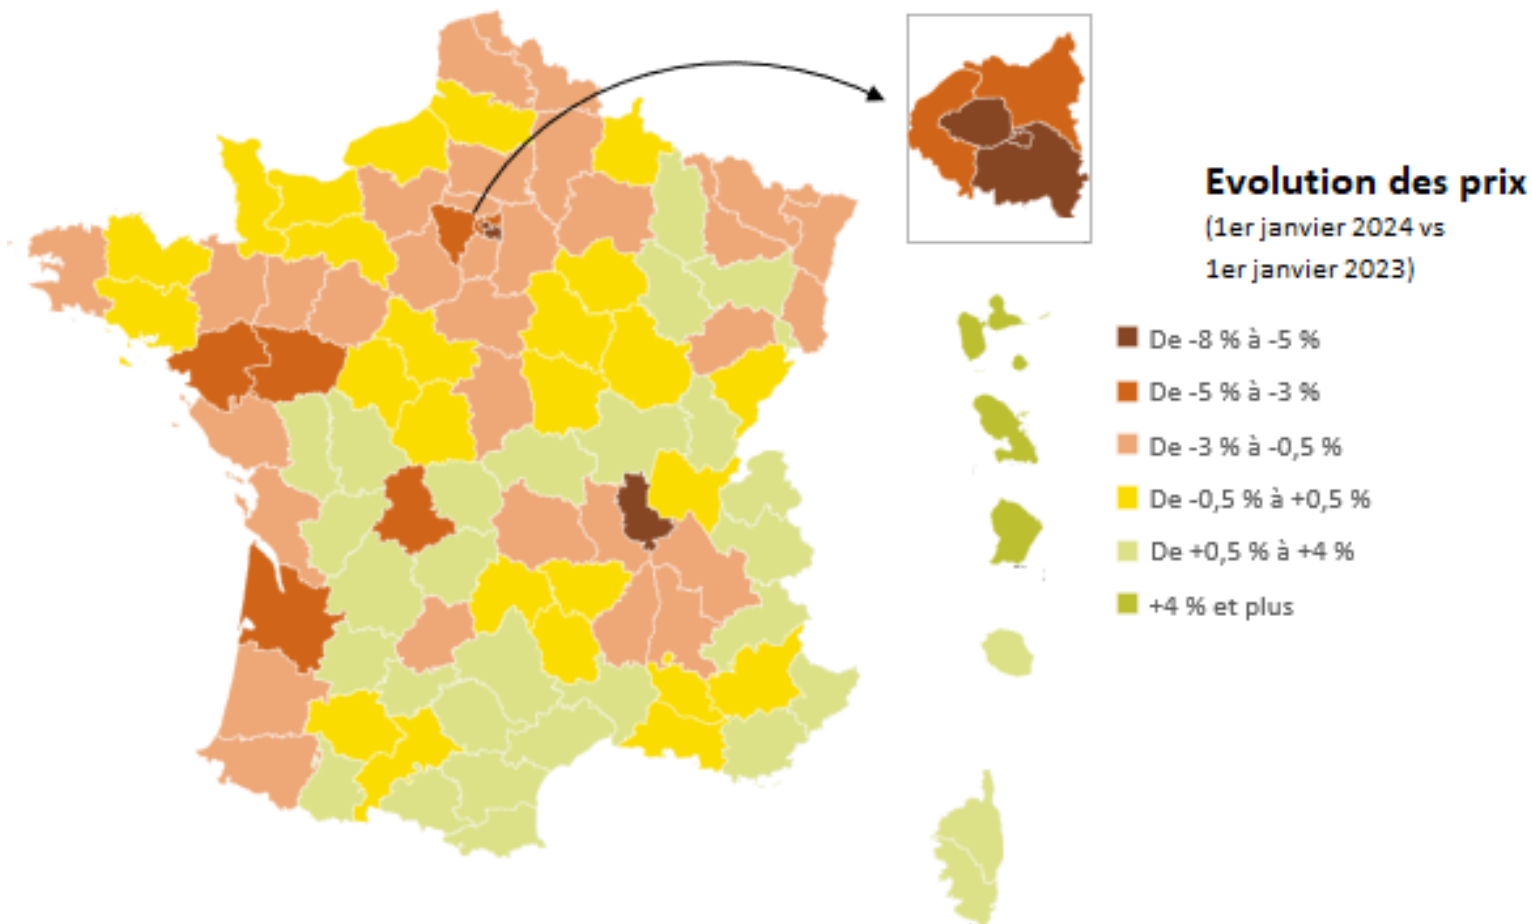 Evolution des prix
(1er janvier 2024 vs
1er janvier 2023)
De -8 % à -5 %
De -5 % à -3 %
De -3 % à -0,5 %
De -0,5 % à +0,5 %
De +0,5 % à +4 %
+4 % et plus